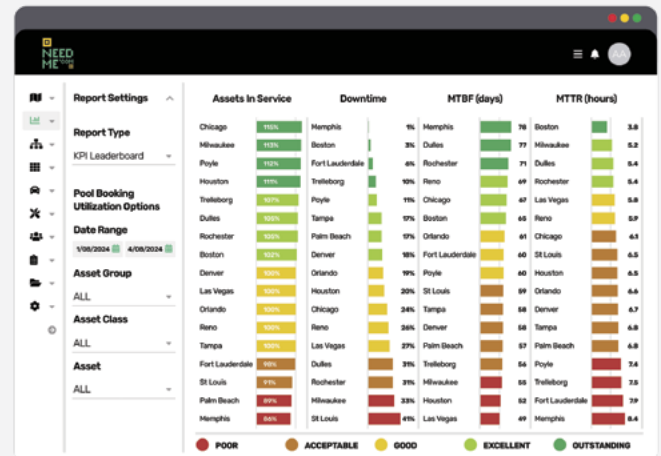 NEED
ME
AA
Report Settings
Report Type
KPI Leaderboard
Pool Booking
Utilization Options
Date Range
1/08/2024 4/08/2024
Asset Group
ALL
Asset Class
ALL
Asset
ALL
Assets In Service Downtime MTBF (days) MTTR (hours)
Chicago 115% Memphis 1% Memphis 78 Boston 3.8
Milwaukee 113% Boston 3% Dulles 77 Milwaukee 5.2
Poyle 112% Fort Lauderdale 6% Rochester 71 Dulles 5.4
Houston 111% Trelleborg 10% Reno 69 Rochester 5.4
Trelleborg 107% Poyle 11% Chicago 67 Las Vegas 5.8
Dulles 105% Tampa 17% Boston 65 Reno 5.9
Rochester 105% Palm Beach 17% Orlando 61 Chicago 6.1
Boston 102% Denver 18% Fort Lauderdale 60 St Louis 6.5
Denver 100% Orlando 19% Poyle 60 Houston 6.5
Las Vegas 100% Houston 20% St Louis 59 Orlando 6.6
Orlando 100% Chicago 24% Tampa 58 Denver 6.7
Reno 100% Reno 26% Denver 58 Tampa 6.8
Tampa 100% Las Vegas 27% Palm Beach 57 Palm Beach 6.8
Fort Lauderdale 98% Dulles 31% Trelleborg 56 Poyle 7.4
St Louis 91% Rochester 31% Milwaukee 55 Trelleborg 7.5
Palm Beach 89% Milwaukee 33% Houston 52 Fort Lauderdale 7.9
Memphis 86% St Louis 41% Las Vegas 49 Memphis 8.4
POOR ACCEPTABLE GOOD EXCELLENT OUTSTANDING